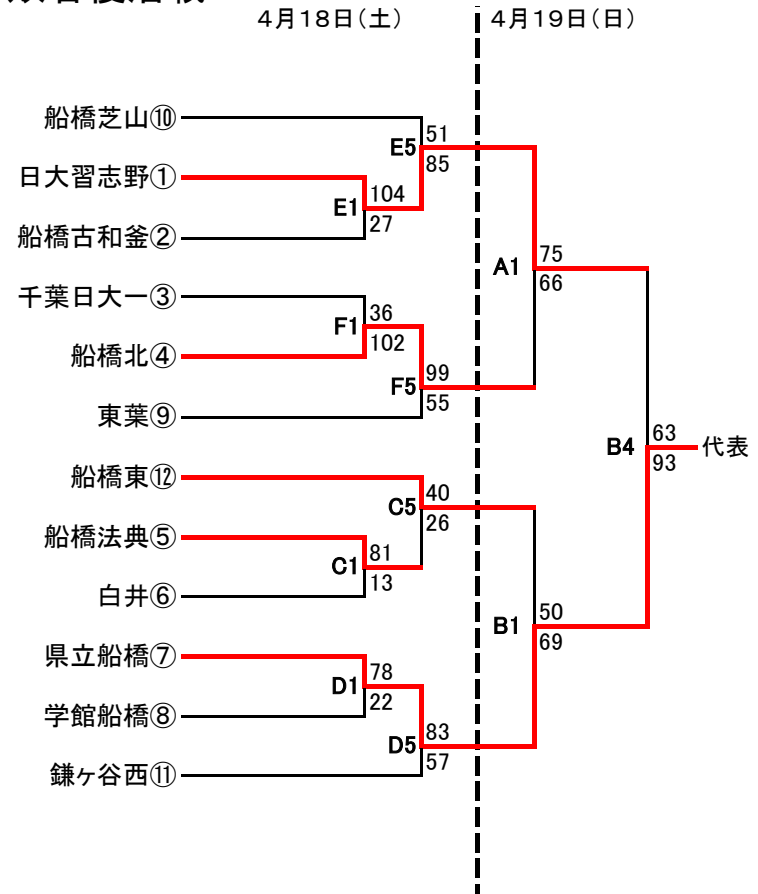 4月18日(土)
4月19日(日)
船橋芝山⑩
51
E5
85
日大習志野①
104
E1
27
船橋古和釜②
75
A1
66
千葉日大一③
36
F1
102
船橋北④
99
F5
55
東葉⑨
63
B4
代表
93
船橋東⑫
40
C5
26
船橋法典⑤
81
C1
13
白井⑥
50
B1
69
県立船橋⑦
78
D1
22
学館船橋⑧
83
D5
57
鎌ヶ谷西⑪